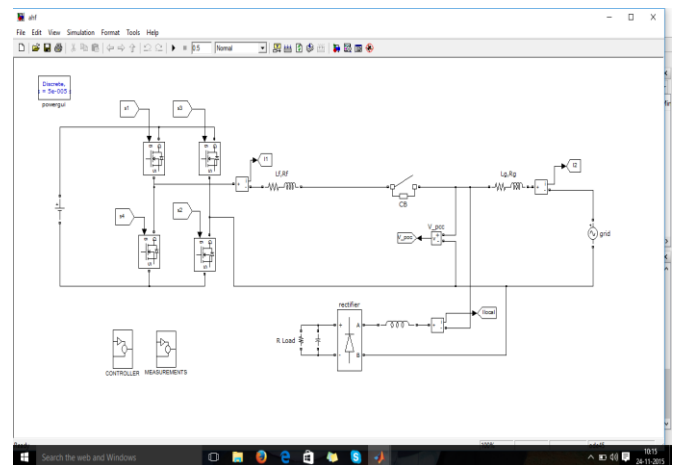 ahf
File Edit View Simulation Format Tools Help
0.5 Normal
Discrete,
s = 5e-005
powergui
s1
s3
s4
s2
I1
Lf,Rf
CB
V_pcc
V_pcc
Lg,Rg
I2
grid
rectifier
A
B
R Load
Ilocal
CONTROLLER MEASUREMENTS
Search the web and Windows
10:15
24-11-2015